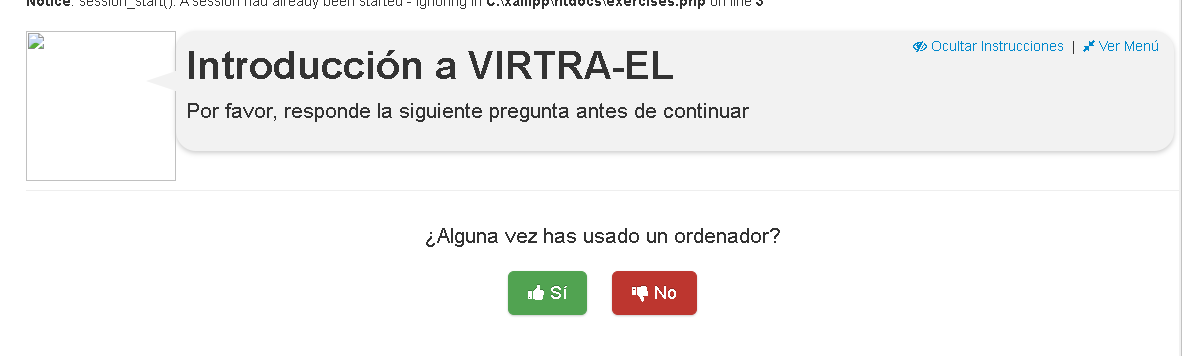 Notice: session_start(): A session had already been started - ignoring in C:\xampp\htdocs\exercises.php on line 3
Ocultar Instrucciones | Ver Menú
Introducción a VIRTRA-EL
Por favor, responde la siguiente pregunta antes de continuar
¿Alguna vez has usado un ordenador?
Sí No